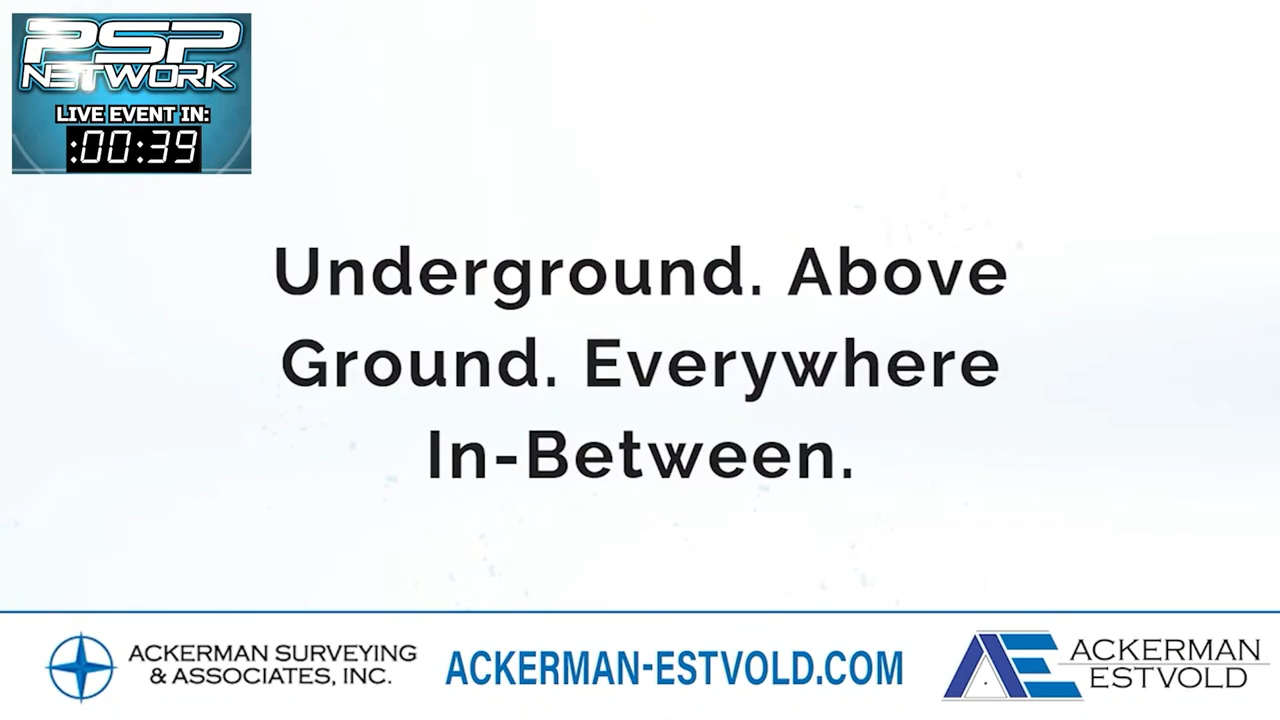 PSP
NETWORK
LIVE EVENT IN:
:00:39
Underground. Above
Ground. Everywhere
In-Between.
ACKERMAN SURVEYING
& ASSOCIATES, INC.
ACKERMAN-ESTVOLD.COM
AE
ACKERMAN
ESTVOLD